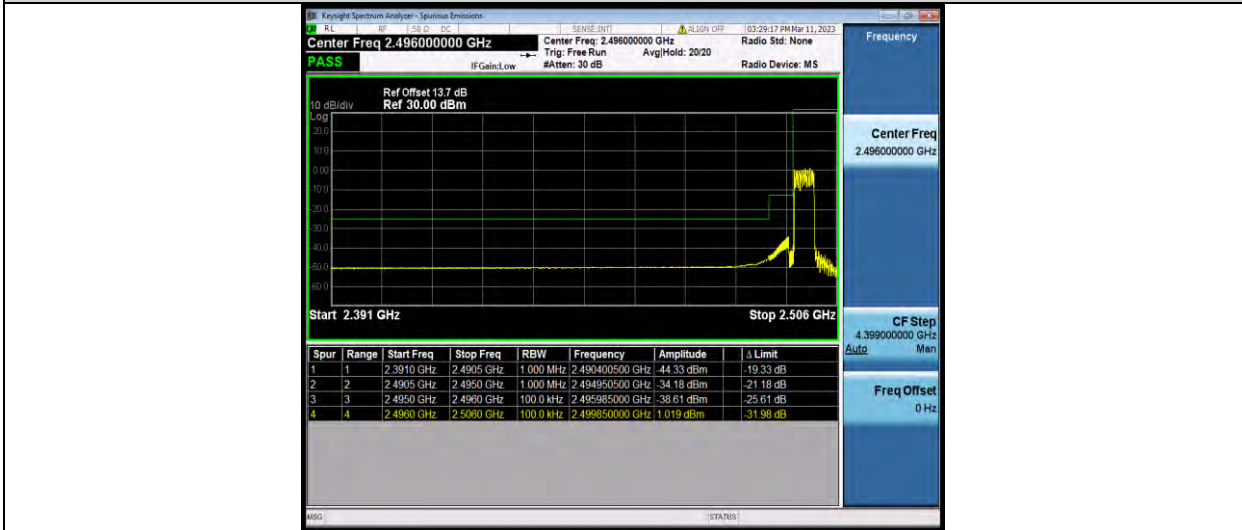 Keysight Spectrum Analyzer - Spurious Emissions
RL RF 50 Ω DC SENSE:INT ALIGN OFF 03:29:17 PM Mar 11, 2023
Center Freq 2.496000000 GHz Center Freq: 2.496000000 GHz Radio Std: None Frequency
Trig: Free Run Avg|Hold: 20/20
PASS IFGain:Low #Atten: 30 dB Radio Device: MS
Ref Offset 13.7 dB
10 dB/div Ref 30.00 dBm
Log
20.0
10.0
0.00
-10.0
-20.0
-30.0
-40.0
-50.0
-60.0
Start 2.391 GHz Stop 2.506 GHz
Center Freq
2.496000000 GHz
CF Step
4.399000000 GHz
Auto Man
Freq Offset
0 Hz
Spur Range Start Freq Stop Freq RBW Frequency Amplitude Δ Limit
1 1 2.3910 GHz 2.4905 GHz 1.000 MHz 2.490400500 GHz -44.33 dBm -19.33 dB
2 2 2.4905 GHz 2.4950 GHz 1.000 MHz 2.494950500 GHz -34.18 dBm -21.18 dB
3 3 2.4950 GHz 2.4960 GHz 100.0 kHz 2.495985000 GHz -38.61 dBm -25.61 dB
4 4 2.4960 GHz 2.5060 GHz 100.0 kHz 2.499850000 GHz 1.019 dBm -31.98 dB
MSG STATUS